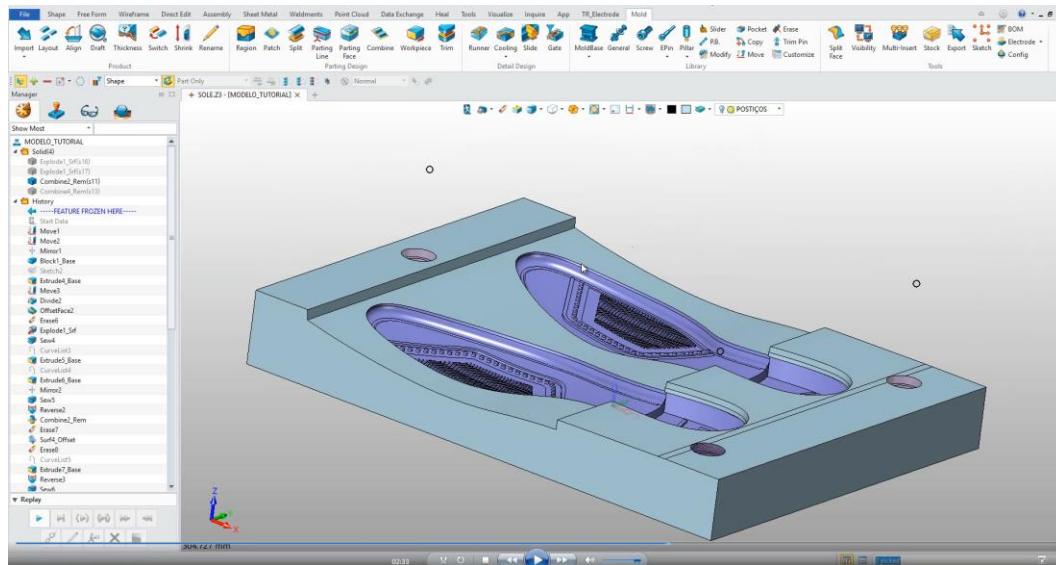 File Shape Free Form Wireframe Direct Edit Assembly Sheet Metal Weldments Point Cloud Data Exchange Heal Tools Visualize Inquire App TR_Electrode Mold
Import Layout Align Draft Thickness Switch Shrink Rename Region Patch Split Parting Line Parting Face Combine Workpiece Trim Runner Cooling Slide Gate MoldBase General Screw EPin Pillar Split Face Visibility Multi-Insert Stock Export Sketch
Slider Pocket Erase BOM
P.B. Copy Trim Pin Electrode
Modify Move Customize Config
Product Parting Design Detail Design Library Tools
Shape Part Only Normal
Manager
SOLE.Z3 - [MODELO_TUTORIAL]
POSTIÇOS
Show Most
MODELO_TUTORIAL
Solid(4)
Explode1_Srf(s16)
Explode1_Srf(s17)
Combine2_Rem(s11)
Combine4_Rem(s13)
History
-----FEATURE FROZEN HERE-----
Start Data
Move1
Move2
Mirror1
Block1_Base
Sketch2
Extrude4_Base
Move3
Divide2
OffsetFace2
Erase6
Explode1_Srf
Sew4
CurveList3
Extrude5_Base
CurveList4
Extrude6_Base
Mirror2
Sew5
Reverse2
Combine2_Rem
Erase7
Surf4_Offset
Erase8
CurveList5
Extrude7_Base
Reverse3
Sew6
Replay
Z
X
304.727 mm
02:33